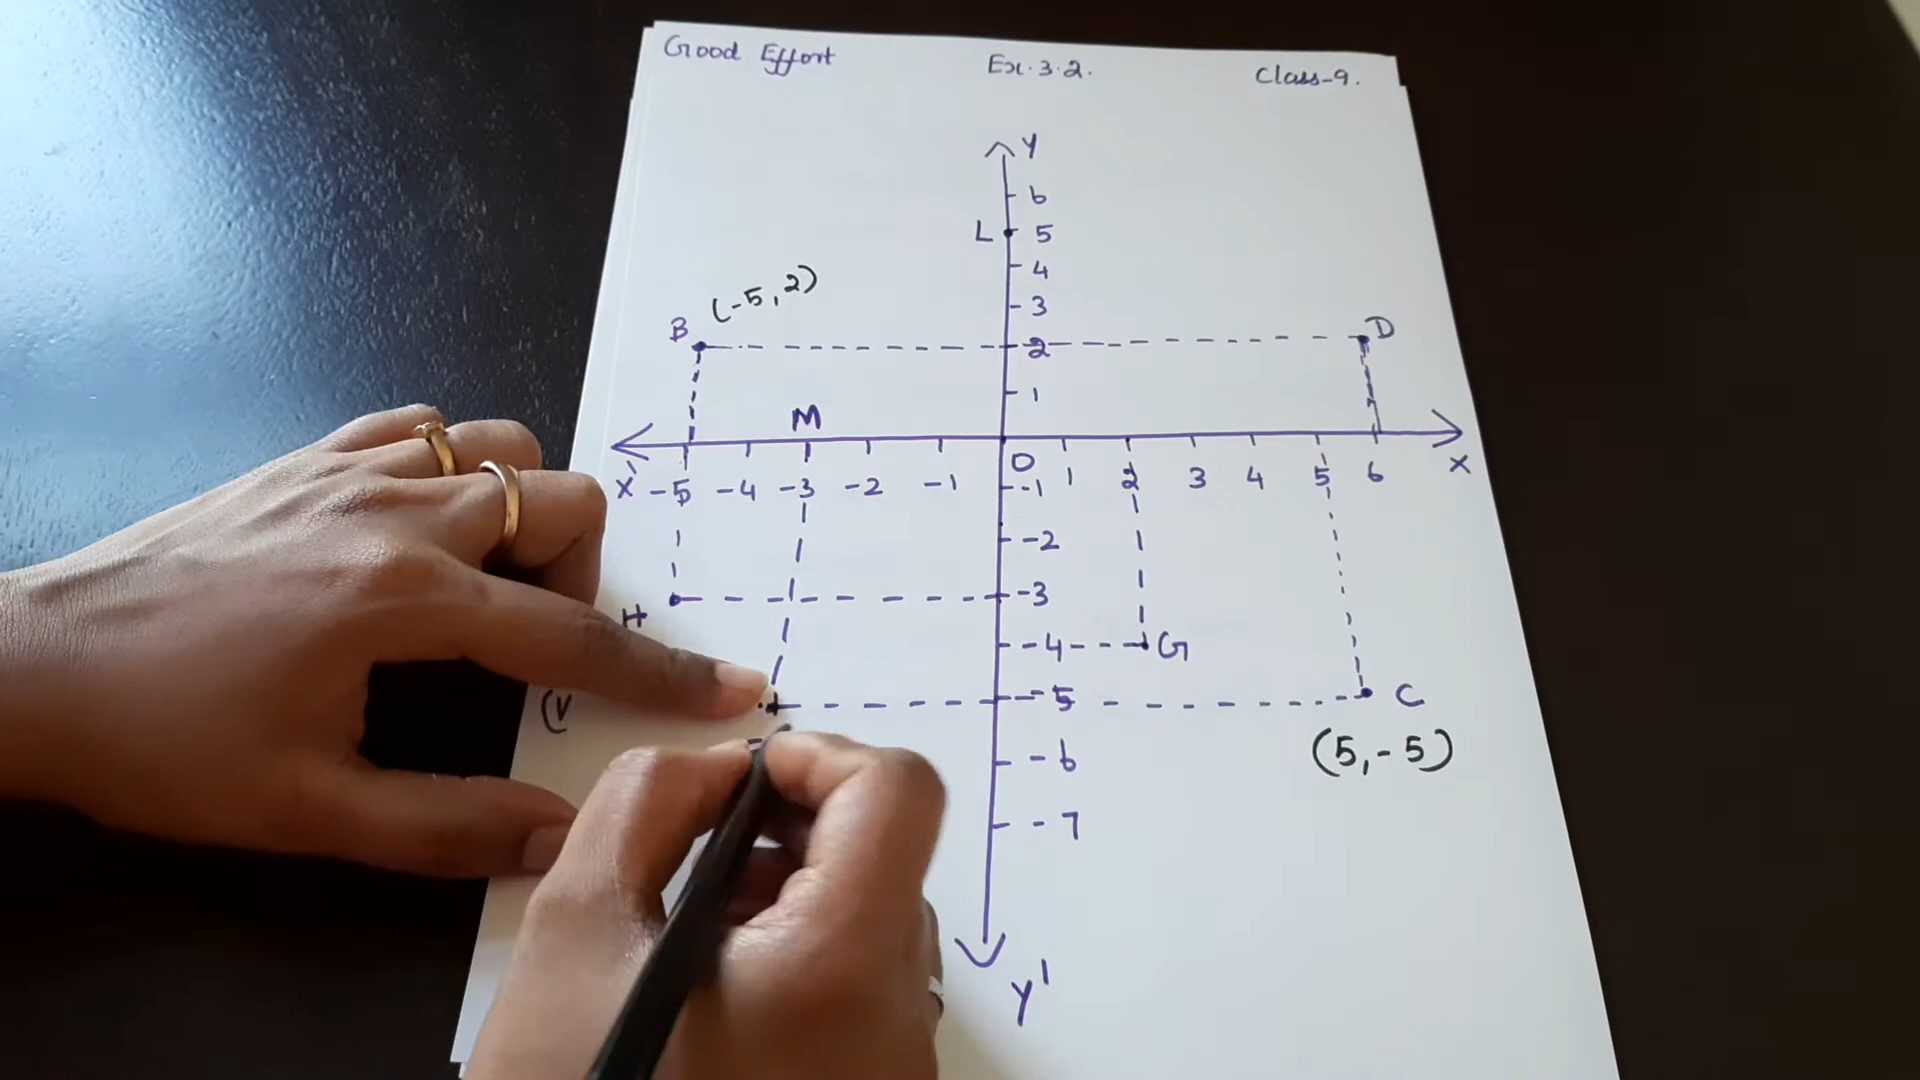 Good Effort Ex.3.2. Class-9.
Y
6
L 5
4
(-5,2)
3
B D
2
1
M
O
X' -5 -4 -3 -2 -1 1 2 3 4 5 6 X
-1
-2
-3
H
-4 G
-5 C
(5,-5)
-6
-7
Y'